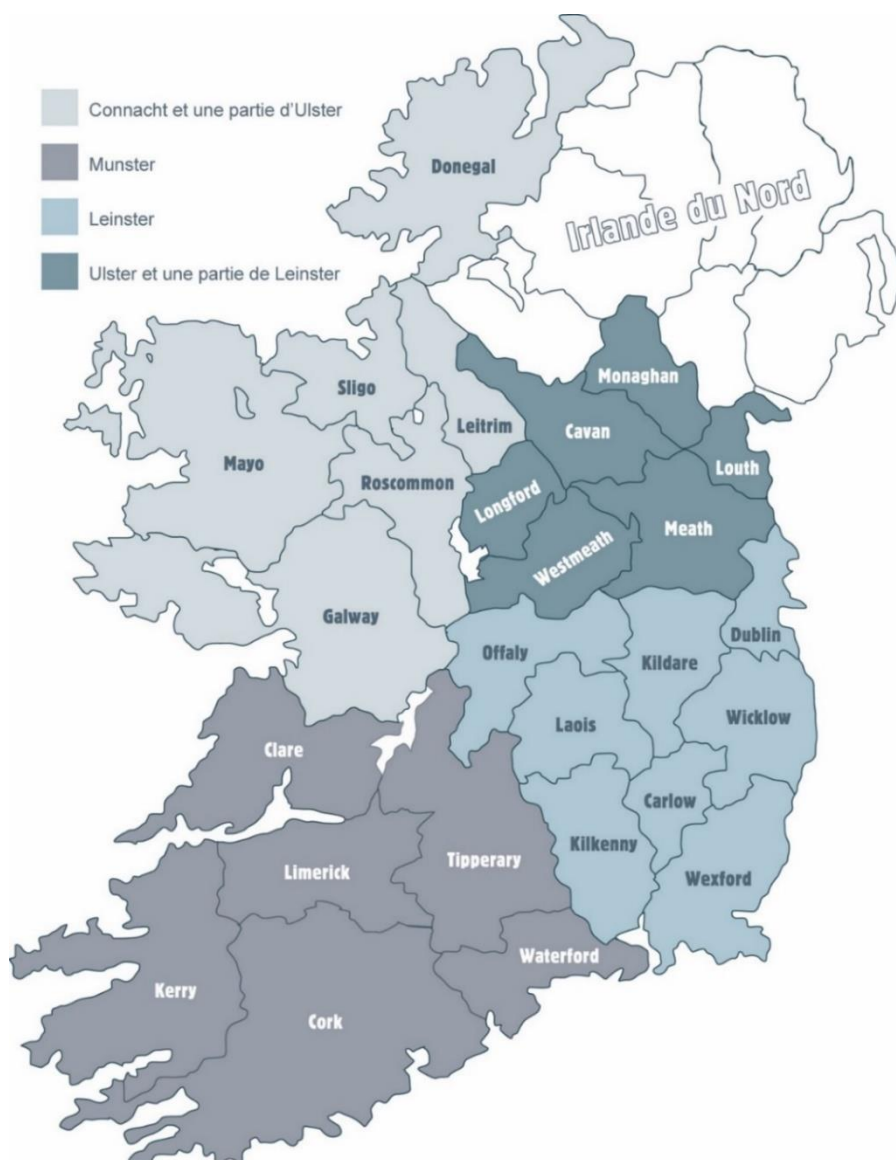 Connacht et une partie d'Ulster
Munster
Leinster
Ulster et une partie de Leinster
Donegal
Irlande du Nord
Monaghan
Sligo
Leitrim
Cavan
Mayo
Roscommon
Longford
Louth
Meath
Westmeath
Galway
Offaly
Dublin
Kildare
Wicklow
Laois
Clare
Carlow
Kilkenny
Tipperary
Limerick
Wexford
Waterford
Kerry
Cork